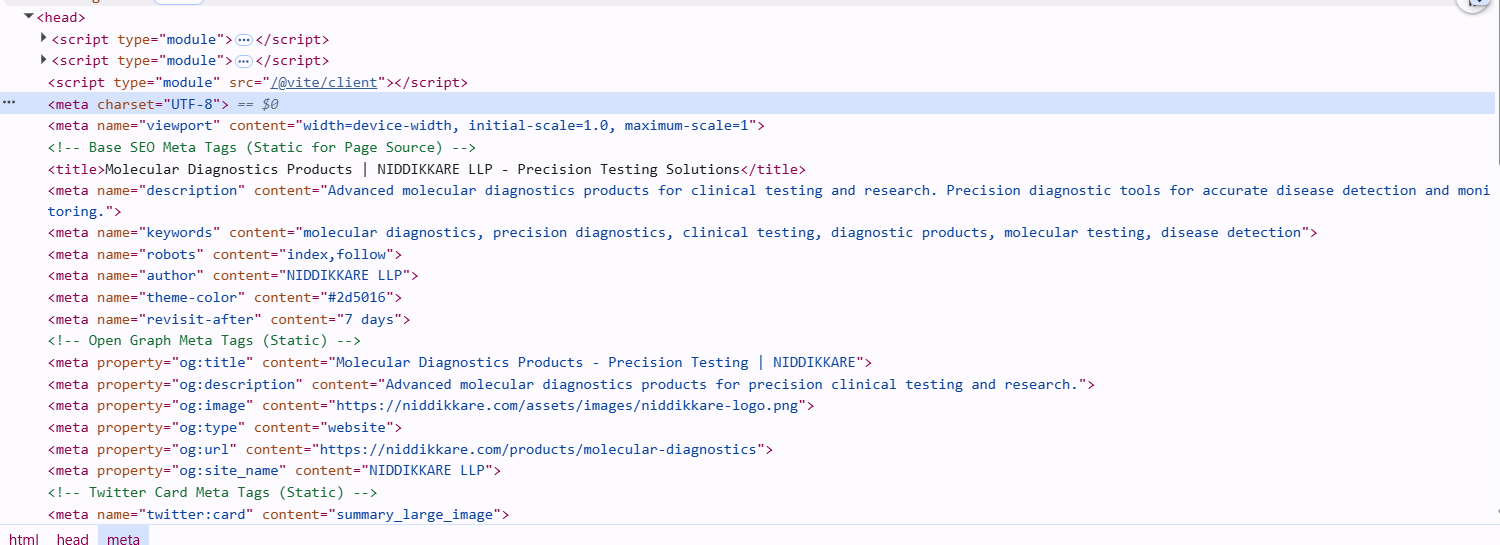 <head>
<script type="module"> ••• </script>
<script type="module"> ••• </script>
<script type="module" src="/@vite/client"></script>
••• <meta charset="UTF-8"> == $0
<meta name="viewport" content="width=device-width, initial-scale=1.0, maximum-scale=1">
<!-- Base SEO Meta Tags (Static for Page Source) -->
<title>Molecular Diagnostics Products | NIDDIKKARE LLP - Precision Testing Solutions</title>
<meta name="description" content="Advanced molecular diagnostics products for clinical testing and research. Precision diagnostic tools for accurate disease detection and moni
toring.">
<meta name="keywords" content="molecular diagnostics, precision diagnostics, clinical testing, diagnostic products, molecular testing, disease detection">
<meta name="robots" content="index,follow">
<meta name="author" content="NIDDIKKARE LLP">
<meta name="theme-color" content="#2d5016">
<meta name="revisit-after" content="7 days">
<!-- Open Graph Meta Tags (Static) -->
<meta property="og:title" content="Molecular Diagnostics Products - Precision Testing | NIDDIKKARE">
<meta property="og:description" content="Advanced molecular diagnostics products for precision clinical testing and research.">
<meta property="og:image" content="https://niddikkare.com/assets/images/niddikkare-logo.png">
<meta property="og:type" content="website">
<meta property="og:url" content="https://niddikkare.com/products/molecular-diagnostics">
<meta property="og:site_name" content="NIDDIKKARE LLP">
<!-- Twitter Card Meta Tags (Static) -->
<meta name="twitter:card" content="summary_large_image">
html head meta